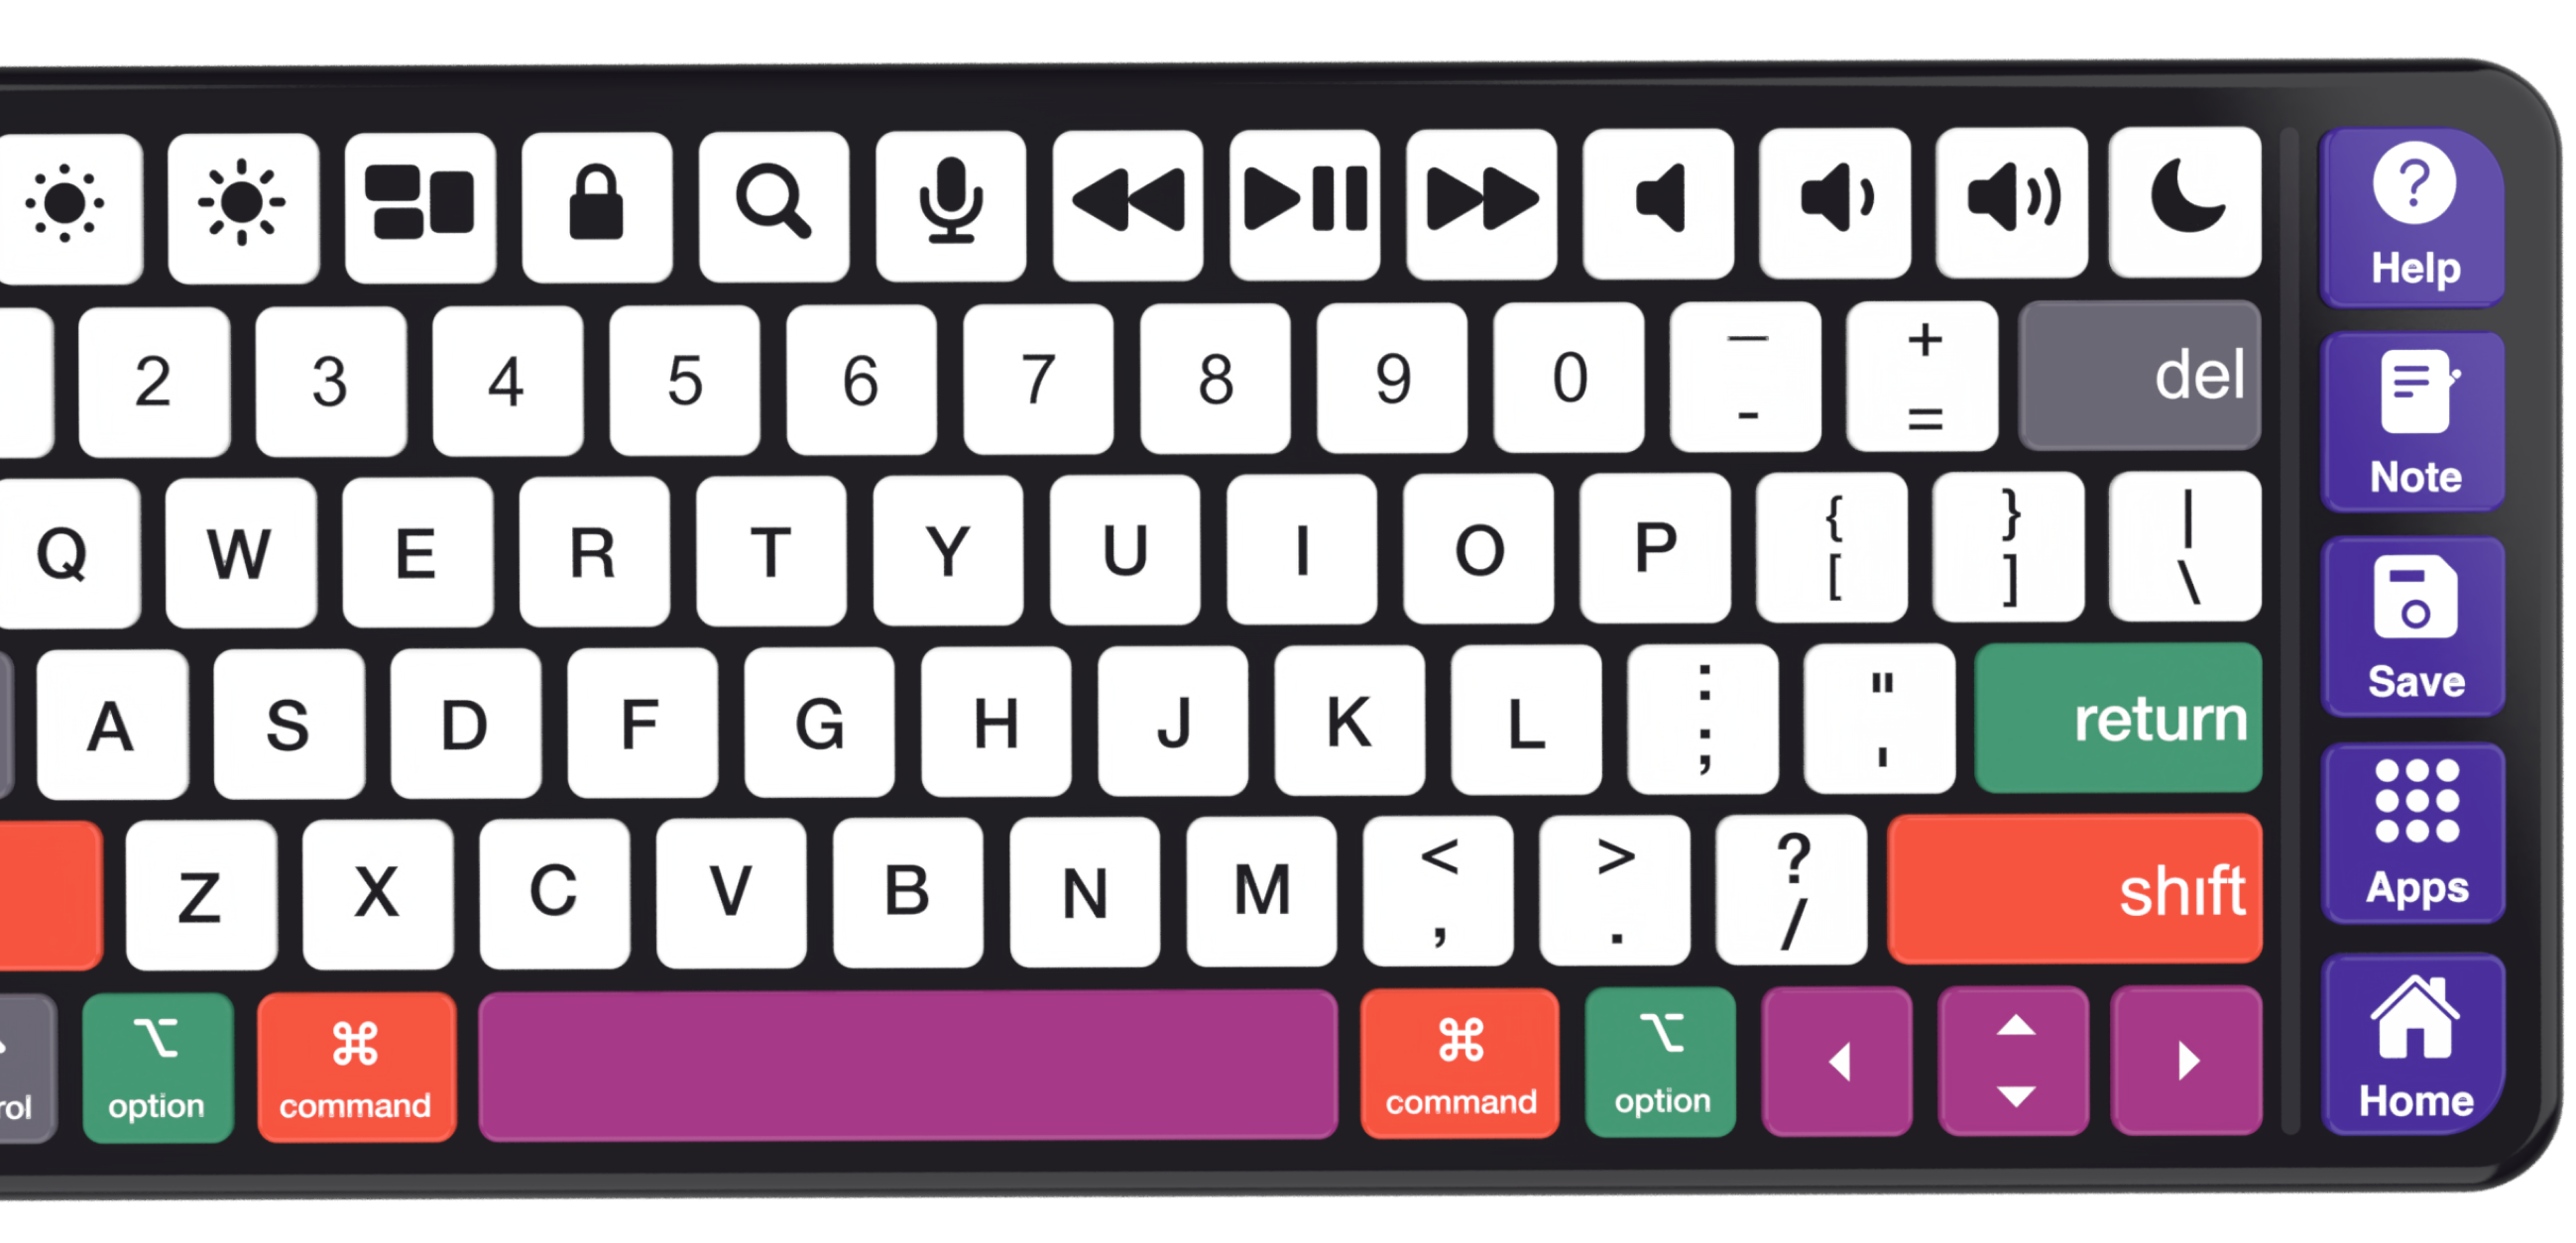 ?
Help
2 3 4 5 6 7 8 9 0 — - + = del
Note
Q W E R T Y U I O P { [ } ] | \
Save
A S D F G H J K L : ; " ' return
Z X C V B N M < , > . ? / shift
Apps
rol ⌥ option ⌘ command ⌘ command ⌥ option
Home